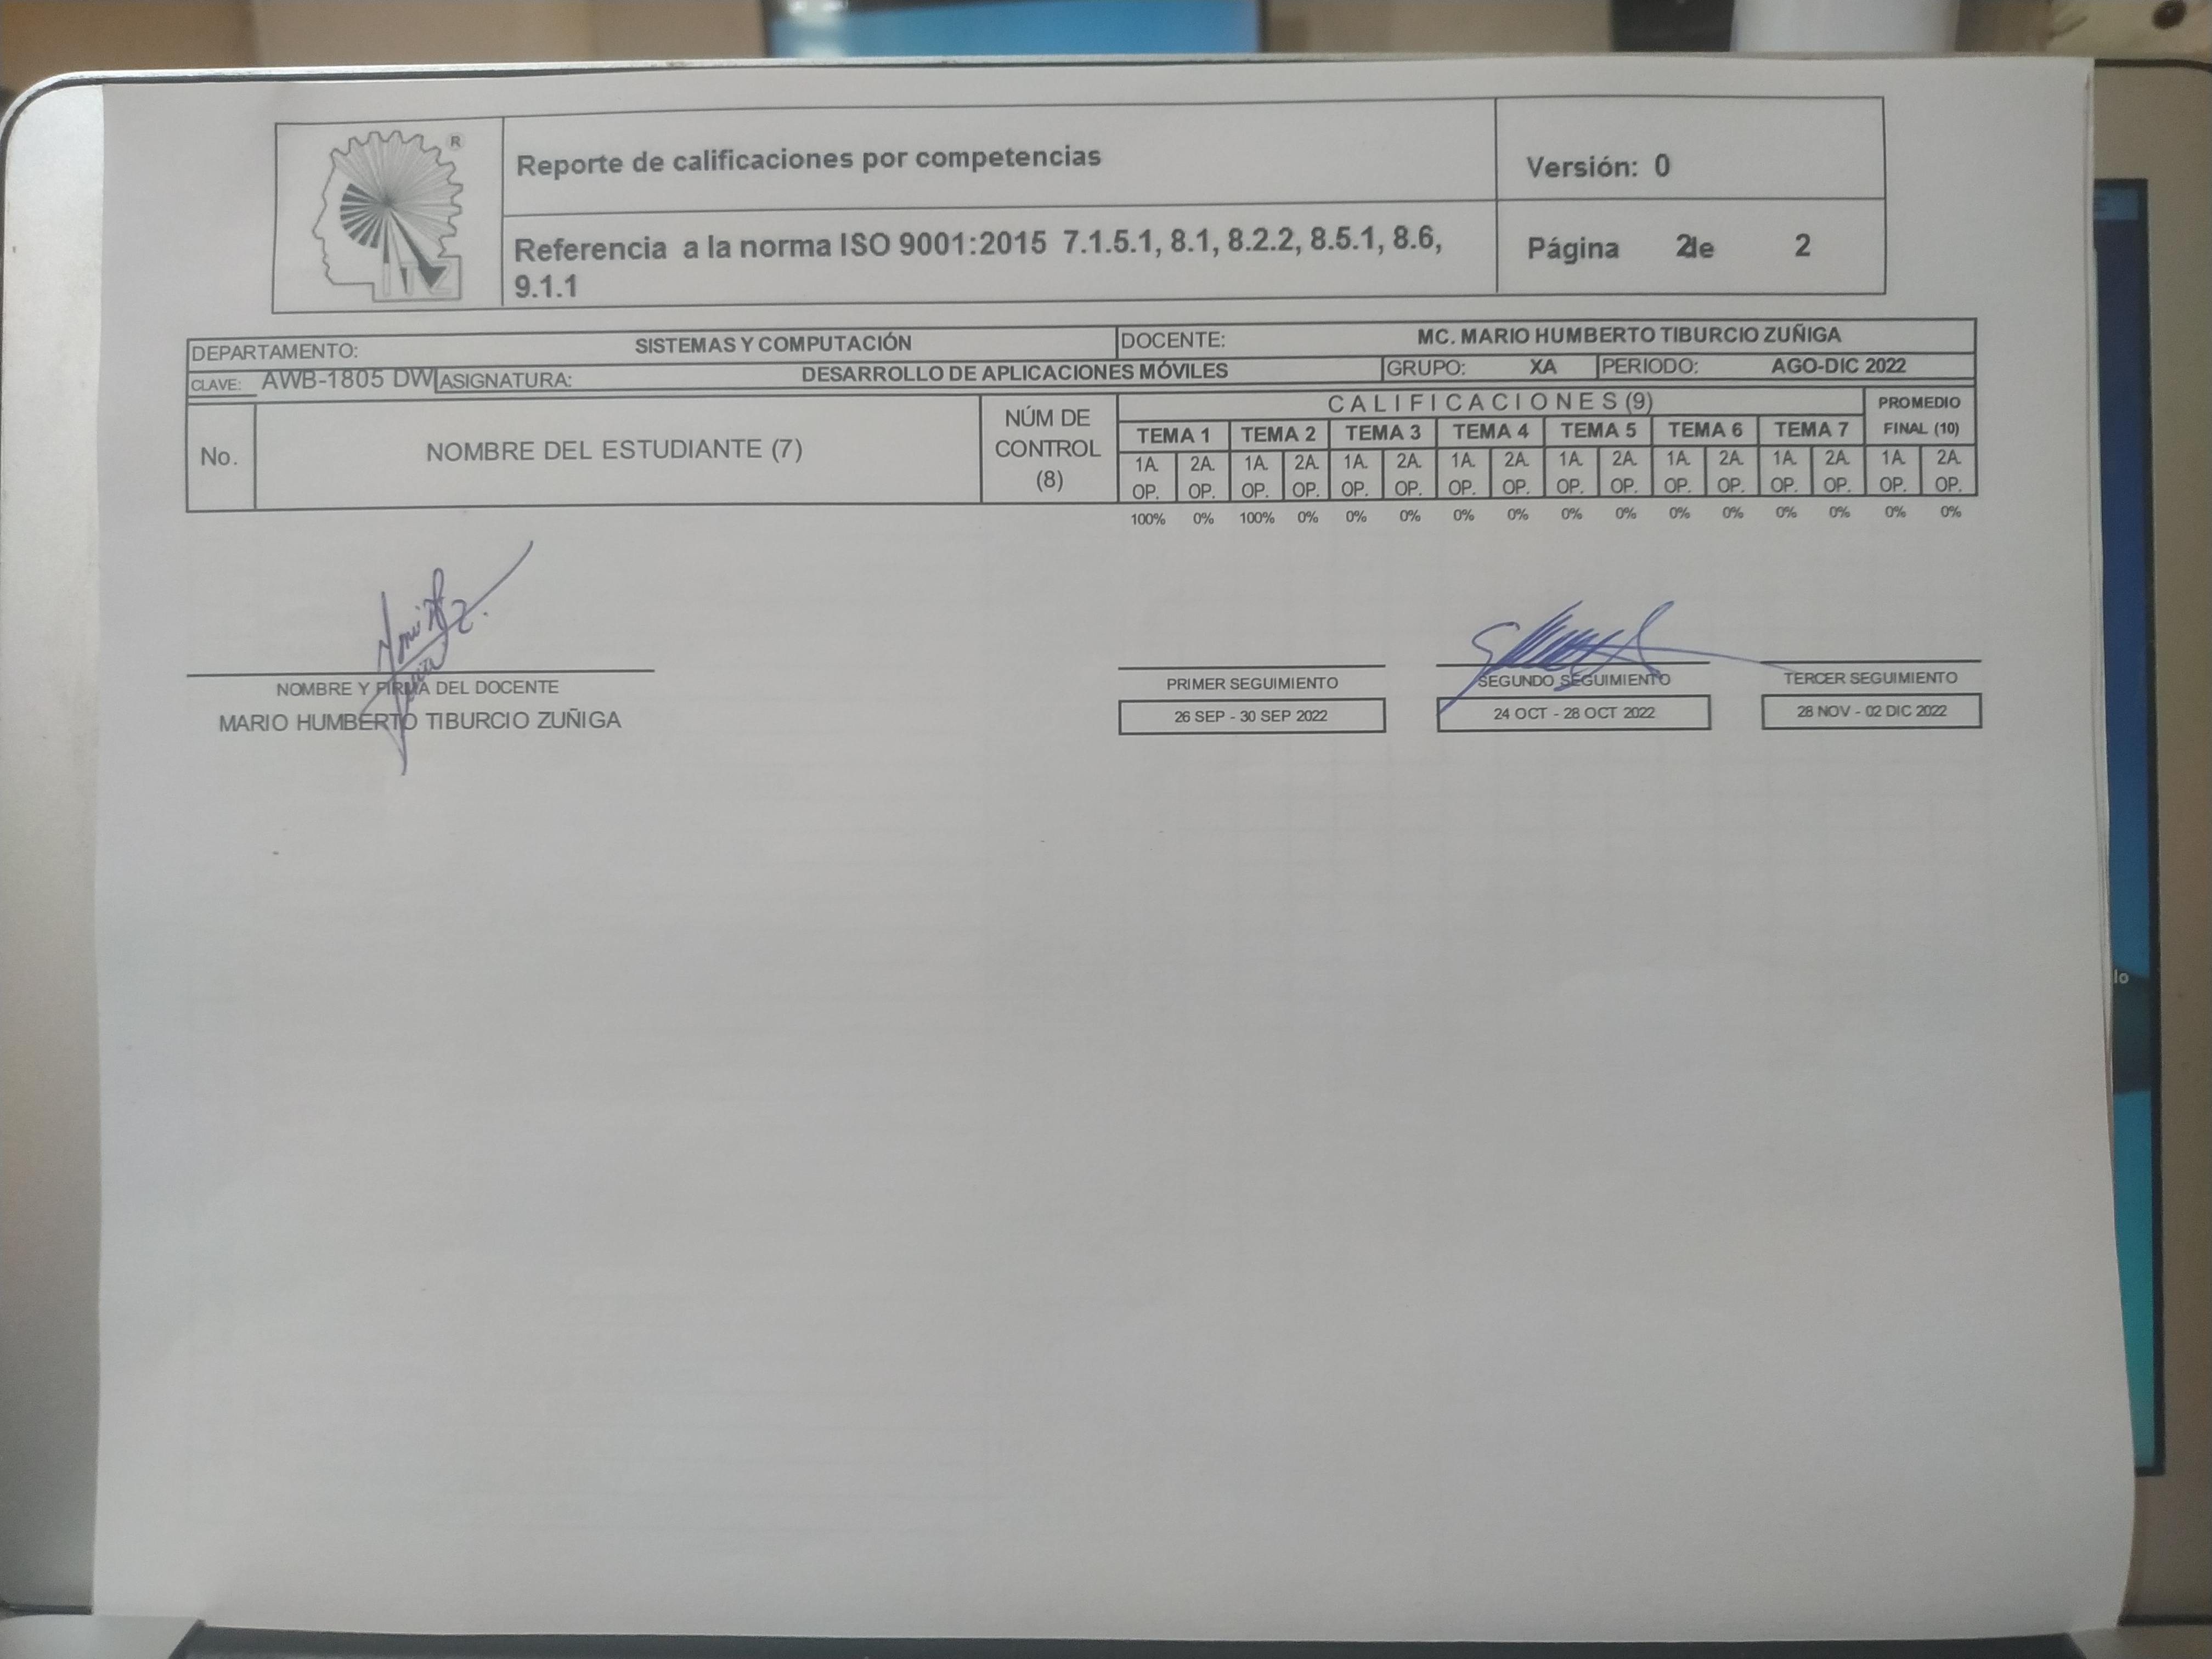 Reporte de calificaciones por competencias
Versión: 0
Referencia a la norma ISO 9001:2015 7.1.5.1, 8.1, 8.2.2, 8.5.1, 8.6,
9.1.1
Página 2de 2
R
ITZ
DEPARTAMENTO: SISTEMAS Y COMPUTACIÓN DOCENTE: MC. MARIO HUMBERTO TIBURCIO ZUÑIGA
CLAVE: AWB-1805 DW ASIGNATURA: DESARROLLO DE APLICACIONES MÓVILES GRUPO: XA PERIODO: AGO-DIC 2022
No.
NOMBRE DEL ESTUDIANTE (7)
NÚM DE
CONTROL
(8)
CALIFICACIONES (9)
PROMEDIO
FINAL (10)
TEMA 1 TEMA 2 TEMA 3 TEMA 4 TEMA 5 TEMA 6 TEMA 7
1A. 2A. 1A. 2A. 1A. 2A. 1A. 2A. 1A. 2A. 1A. 2A. 1A. 2A. 1A. 2A.
OP. OP. OP. OP. OP. OP. OP. OP. OP. OP. OP. OP. OP. OP. OP. OP.
100% 0% 100% 0% 0% 0% 0% 0% 0% 0% 0% 0% 0% 0% 0% 0%
NOMBRE Y FIRMA DEL DOCENTE
MARIO HUMBERTO TIBURCIO ZUÑIGA
PRIMER SEGUIMIENTO
26 SEP - 30 SEP 2022
SEGUNDO SEGUIMIENTO
24 OCT - 28 OCT 2022
TERCER SEGUIMIENTO
28 NOV - 02 DIC 2022
lo